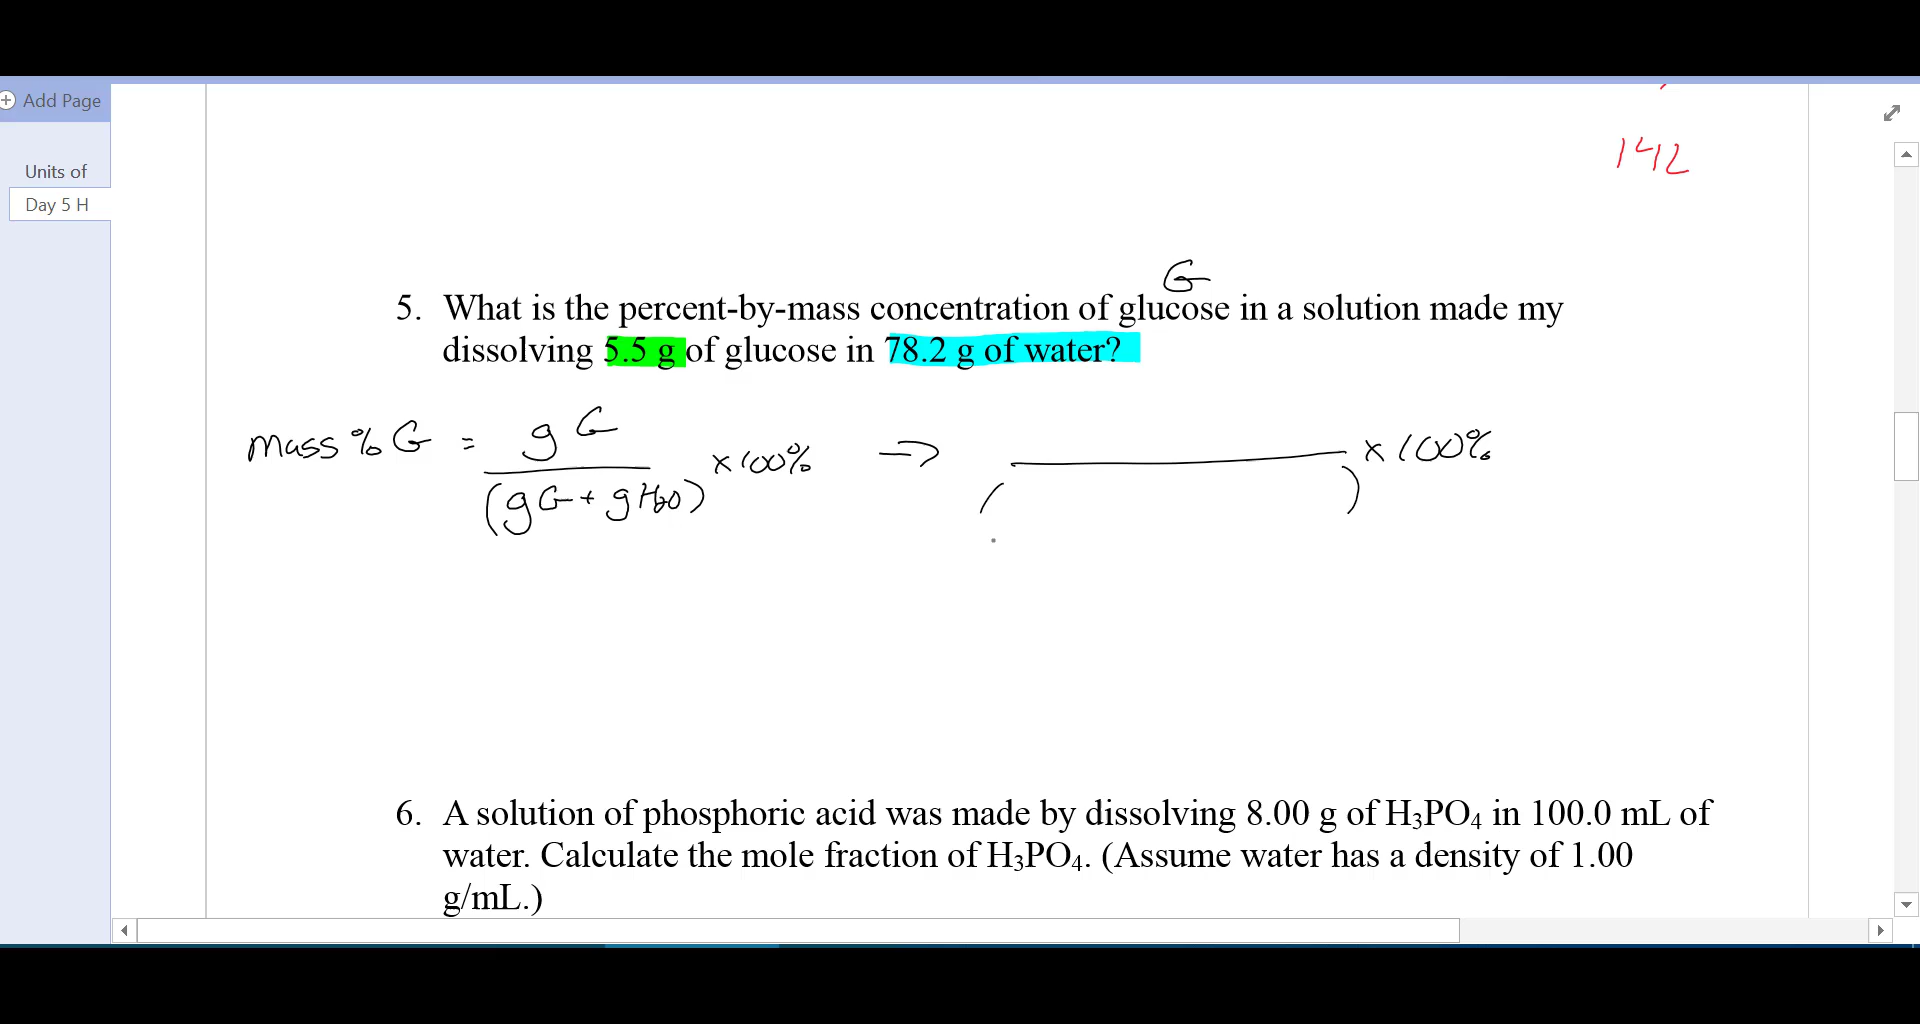 Add Page
Units of
Day 5 H
142
G
5. What is the percent-by-mass concentration of glucose in a solution made my
dissolving 5.5 g of glucose in 78.2 g of water?
mass % G = g G / (g G + g H₂O) × 100% → ( ) × 100%
6. A solution of phosphoric acid was made by dissolving 8.00 g of H₃PO₄ in 100.0 mL of
water. Calculate the mole fraction of H₃PO₄. (Assume water has a density of 1.00
g/mL.)